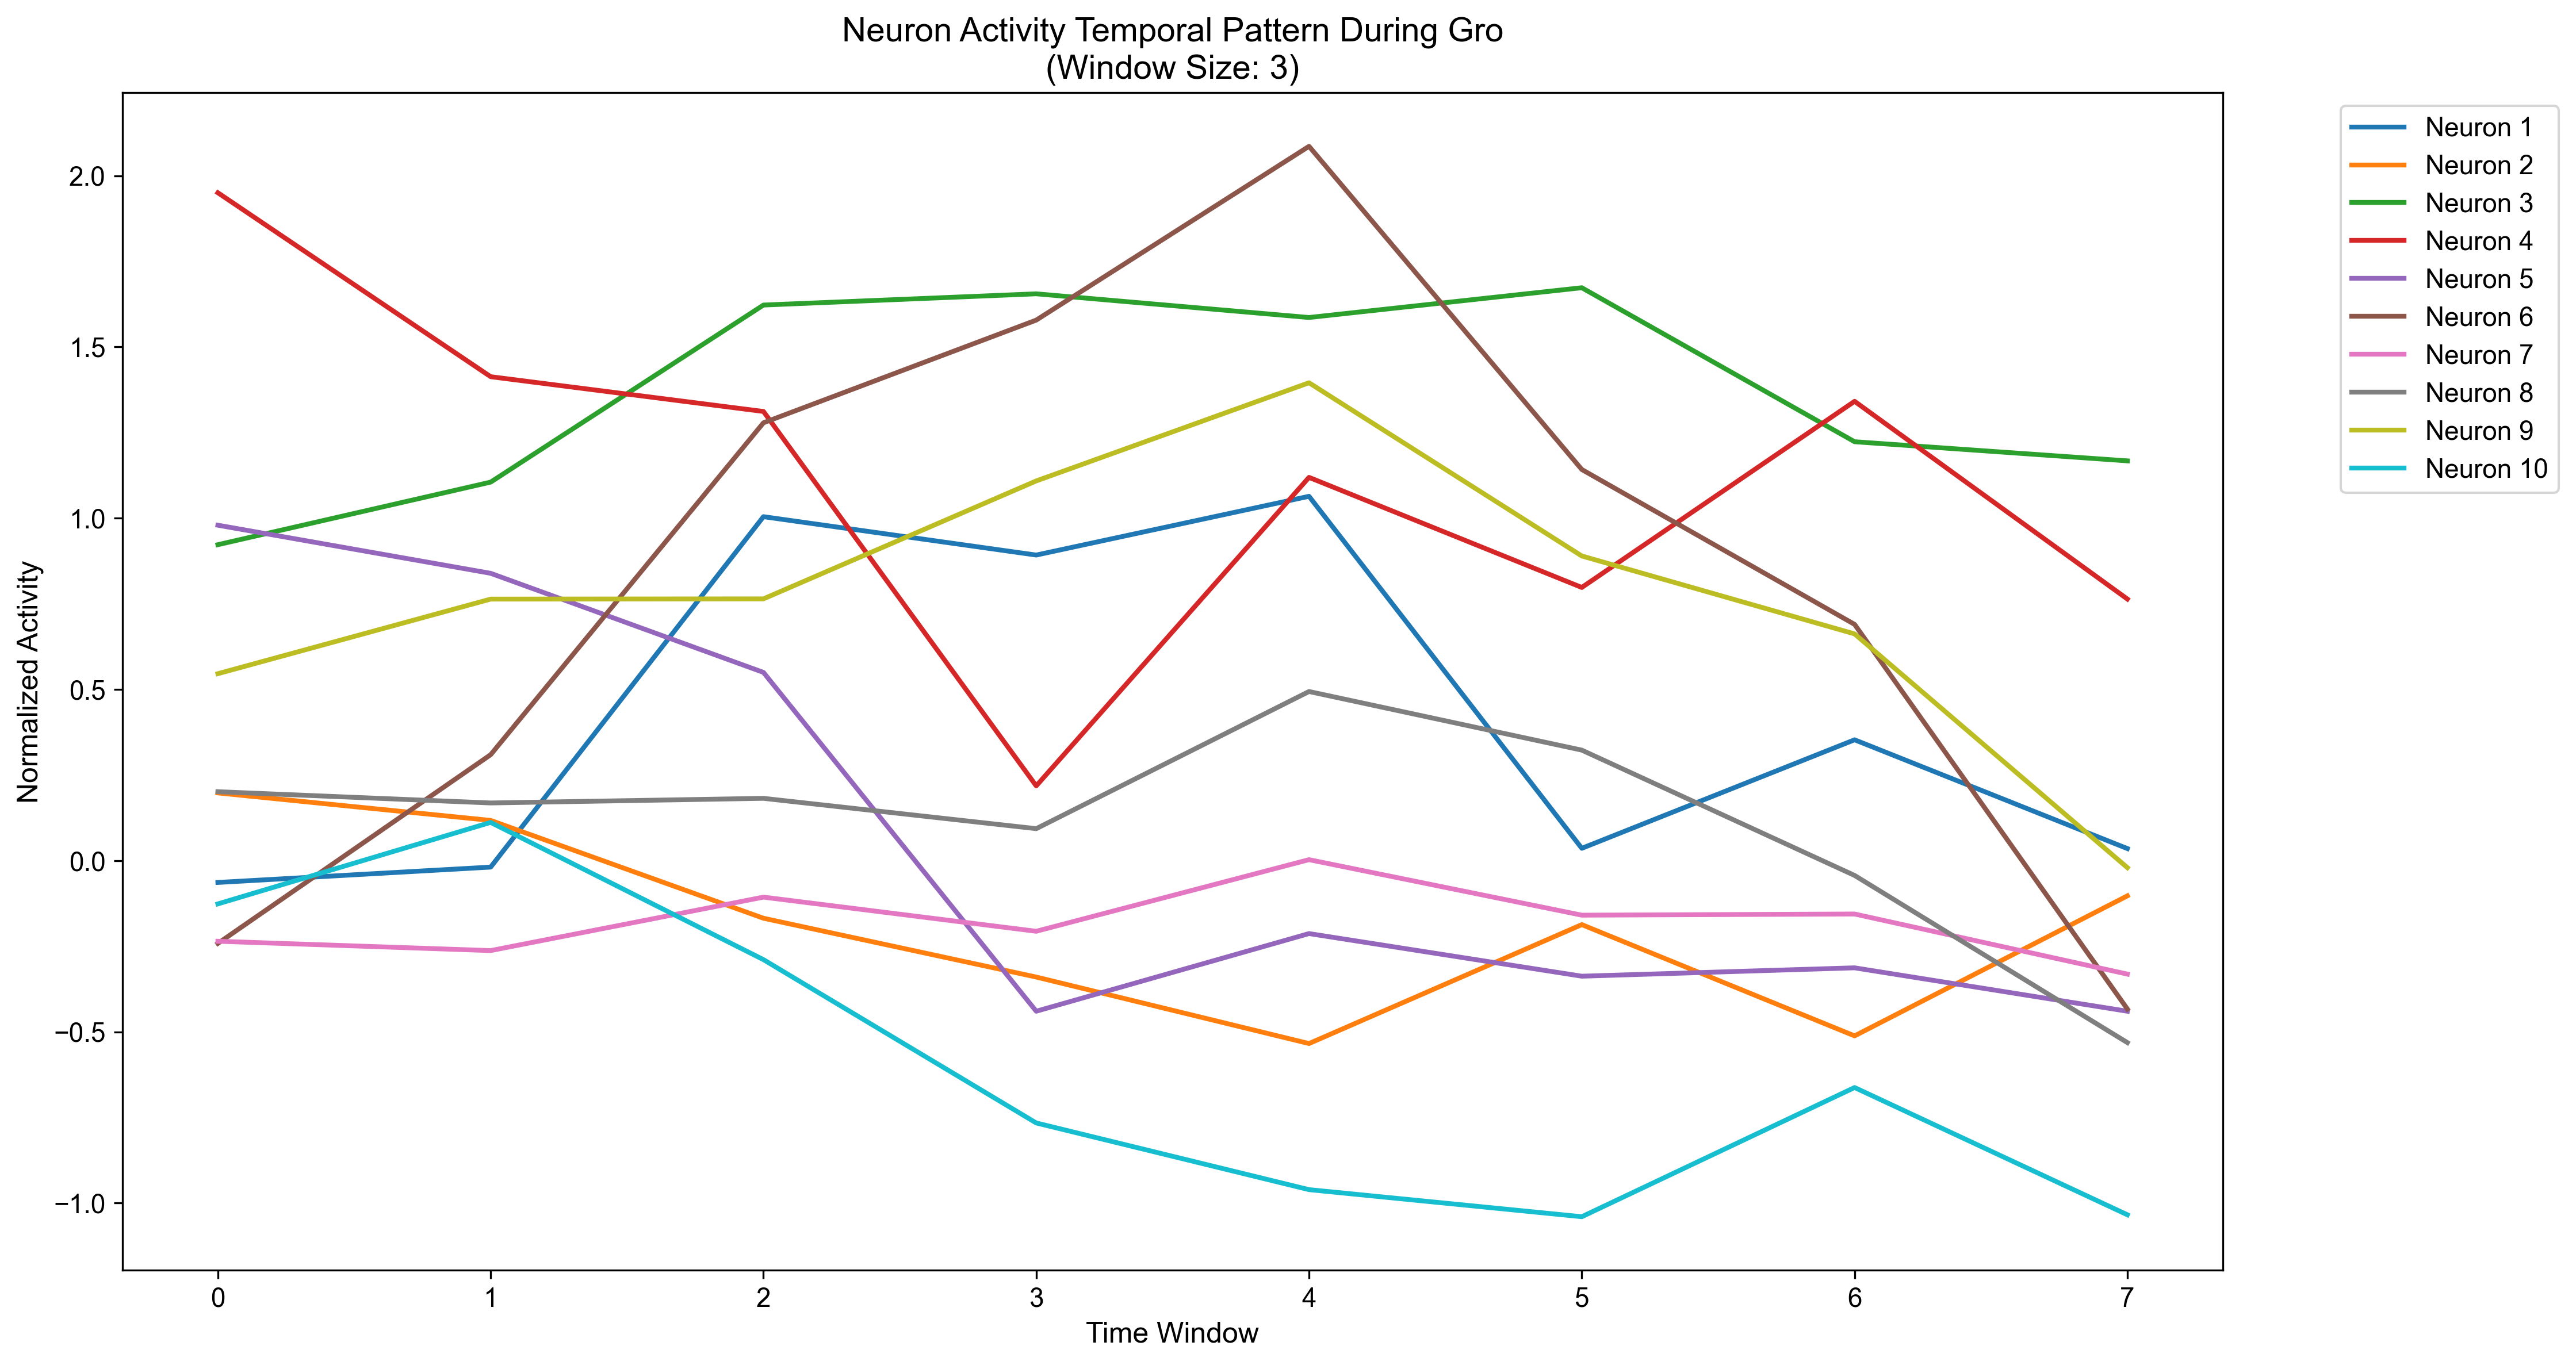 Neuron Activity Temporal Pattern During Gro
(Window Size: 3)
Neuron 1
Neuron 2
Neuron 3
Neuron 4
Neuron 5
Neuron 6
Neuron 7
Neuron 8
Neuron 9
Neuron 10
Normalized Activity
2.0
1.5
1.0
0.5
0.0
−0.5
−1.0
0 1 2 3 4 5 6 7
Time Window